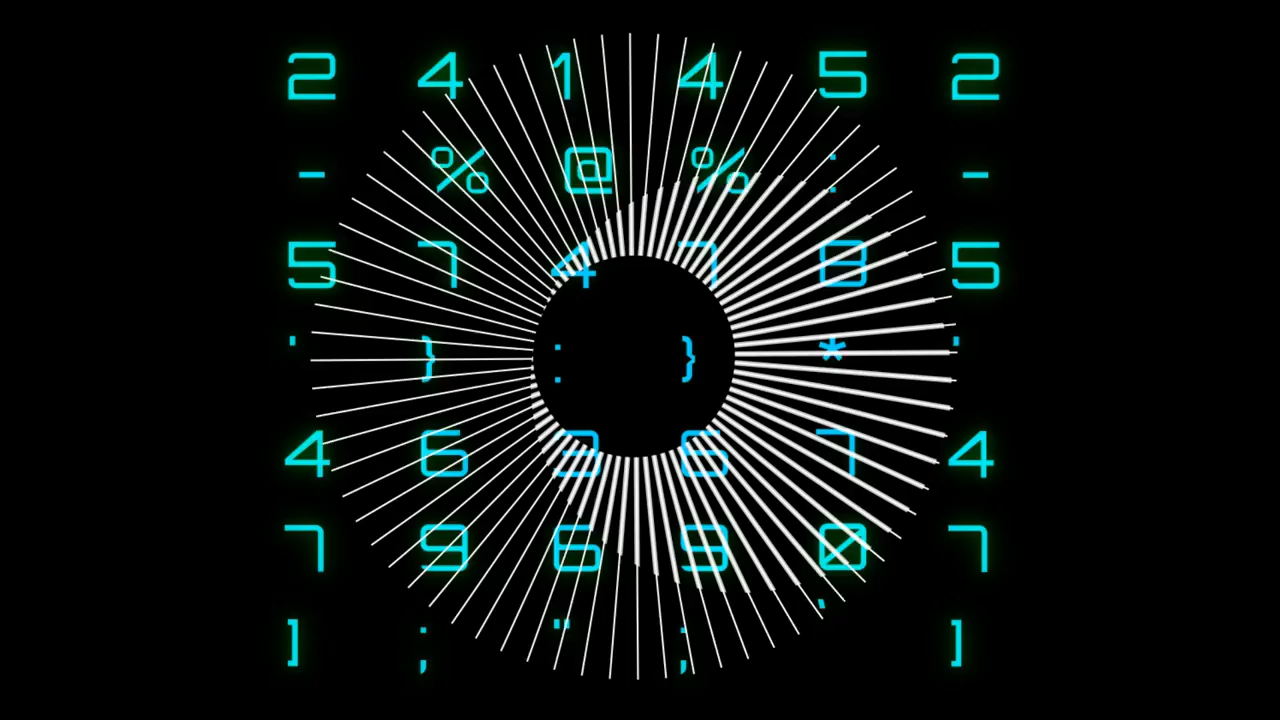 2 4 1 4 5 2
- % @ % : -
5 7 4 7 8 5
' } : } * '
4 6 3 6 7 4
7 9 6 9 0 7
] ; " ; ` ]